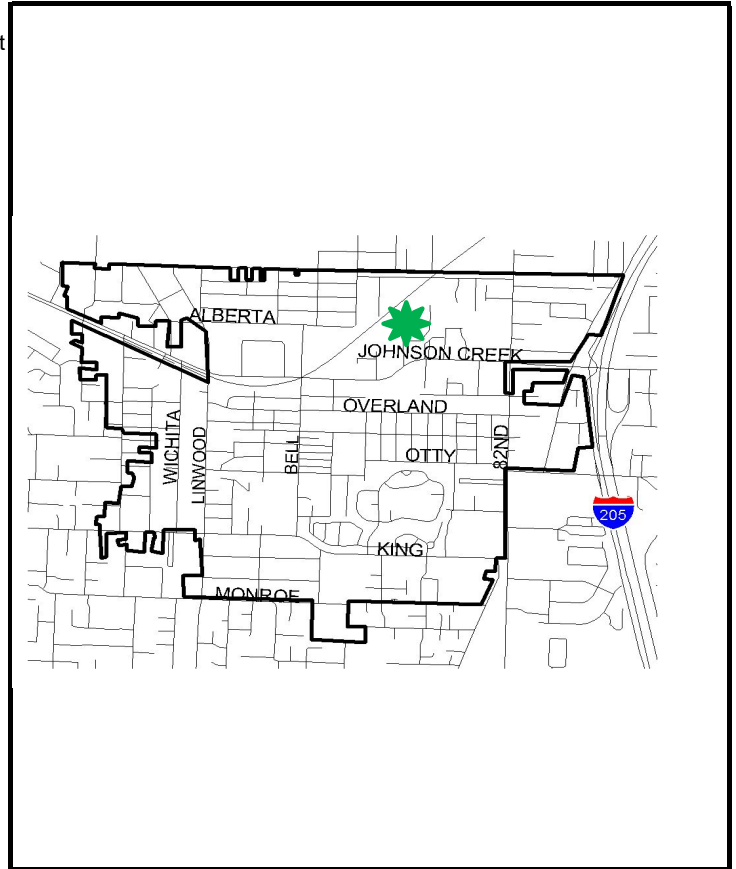 t
ALBERTA
JOHNSON CREEK
OVERLAND
WICHITA
LINWOOD
BELL
OTTY
82ND
205
KING
MONROE